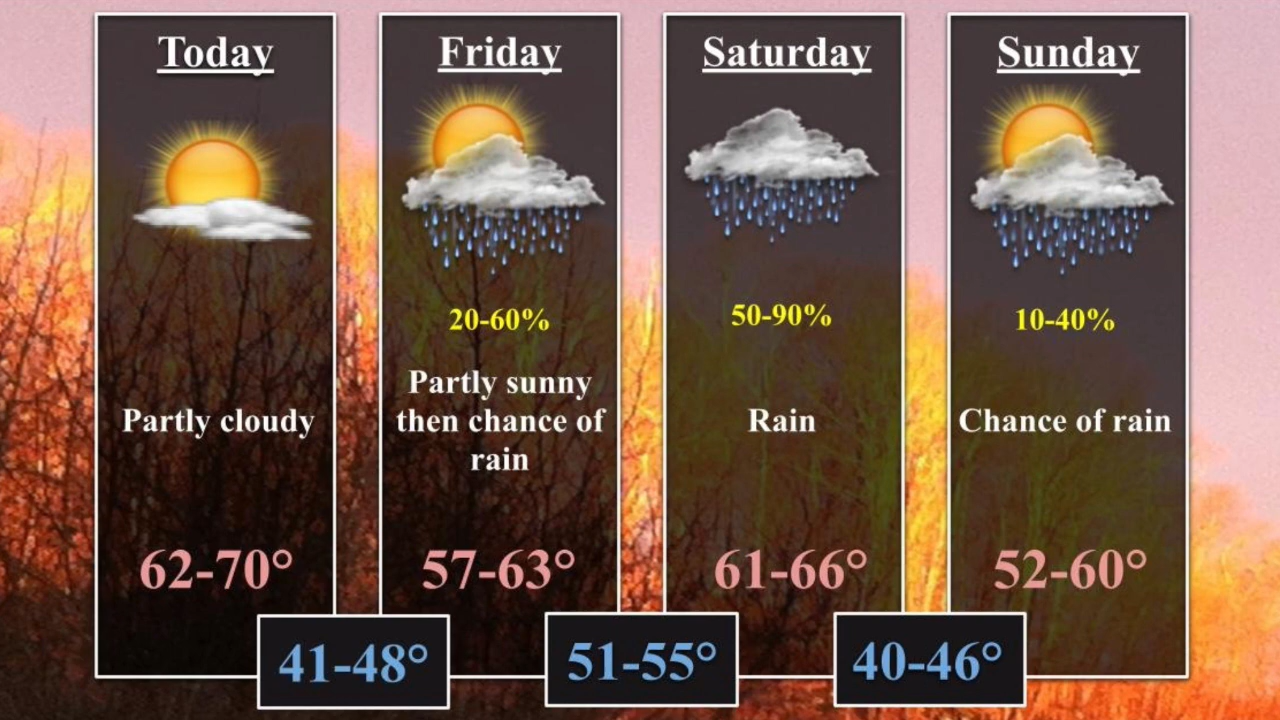 Today
Partly cloudy
62-70°
Friday
20-60%
Partly sunny
then chance of
rain
57-63°
Saturday
50-90%
Rain
61-66°
Sunday
10-40%
Chance of rain
52-60°
41-48°
51-55°
40-46°